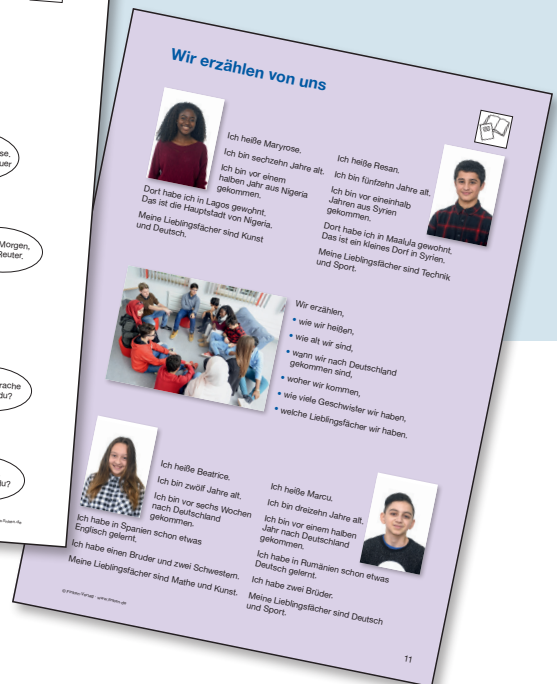 se,
uer
Morgen,
Reuter.
rache
du?
du?
Wir erzählen von uns
Ich heiße Maryrose.
Ich bin sechzehn Jahre alt.
Ich bin vor einem
halben Jahr aus Nigeria
gekommen.
Dort habe ich in Lagos gewohnt.
Das ist die Hauptstadt von Nigeria.
Meine Lieblingsfächer sind Kunst
und Deutsch.
Ich heiße Resan.
Ich bin fünfzehn Jahre alt.
Ich bin vor eineinhalb
Jahren aus Syrien
gekommen.
Dort habe ich in Maalula gewohnt.
Das ist ein kleines Dorf in Syrien.
Meine Lieblingsfächer sind Technik
und Sport.
Wir erzählen,
• wie wir heißen,
• wie alt wir sind,
• wann wir nach Deutschland
gekommen sind,
• woher wir kommen,
• wie viele Geschwister wir haben,
• welche Lieblingsfächer wir haben.
Ich heiße Beatrice.
Ich bin zwölf Jahre alt.
Ich bin vor sechs Wochen
nach Deutschland
gekommen.
Ich habe in Spanien schon etwas
Englisch gelernt.
Ich habe einen Bruder und zwei Schwestern.
Meine Lieblingsfächer sind Mathe und Kunst.
Ich heiße Marcu.
Ich bin dreizehn Jahre alt.
Ich bin vor einem halben
Jahr nach Deutschland
gekommen.
Ich habe in Rumänien schon etwas
Deutsch gelernt.
Ich habe zwei Brüder.
Meine Lieblingsfächer sind Deutsch
und Sport.
11